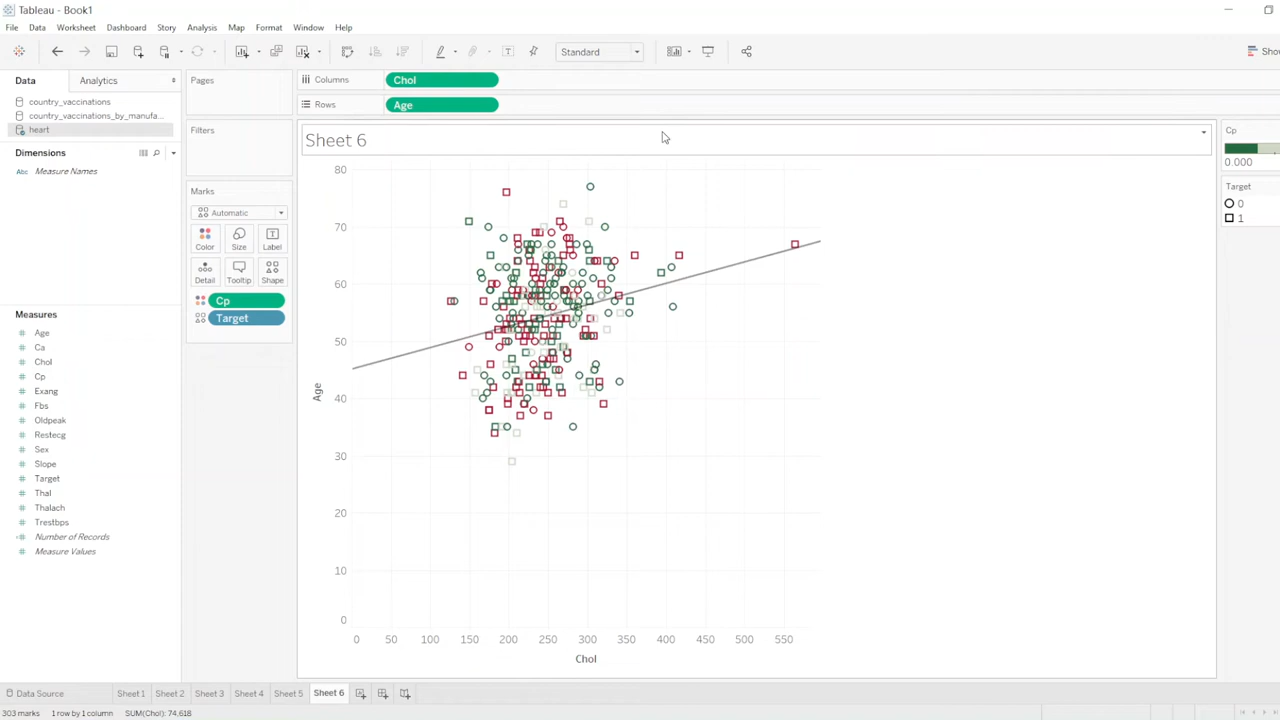 Tableau - Book1
File Data Worksheet Dashboard Story Analysis Map Format Window Help
Standard
Data Analytics
country_vaccinations
country_vaccinations_by_manufa...
heart
Dimensions
Abc Measure Names
Measures
Age
Ca
Chol
Cp
Exang
Fbs
Oldpeak
Restecg
Sex
Slope
Target
Thal
Thalach
Trestbps
Number of Records
Measure Values
Pages
Filters
Marks
Automatic
Color Size Label
Detail Tooltip Shape
Cp
Target
Columns Chol
Rows Age
Sheet 6
80
70
60
50
40
30
20
10
0
Age
0 50 100 150 200 250 300 350 400 450 500 550
Chol
Sho
Cp
0.000
Target
0
1
Data Source Sheet 1 Sheet 2 Sheet 3 Sheet 4 Sheet 5 Sheet 6
303 marks 1 row by 1 column SUM(Chol): 74,618